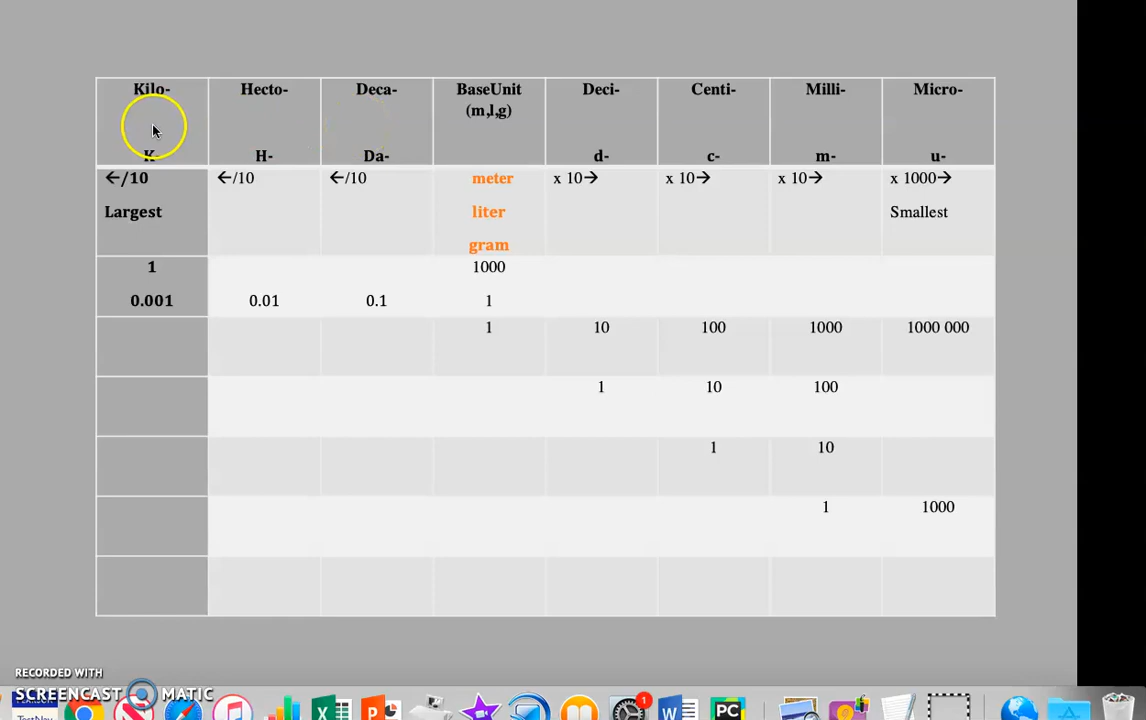 Kilo- Hecto- Deca- BaseUnit Deci- Centi- Milli- Micro-
(m,l,g)
K- H- Da- d- c- m- u-
←/10 ←/10 ←/10 meter x 10→ x 10→ x 10→ x 1000→
Largest liter Smallest
gram
1 1000
0.001 0.01 0.1 1
1 10 100 1000 1000 000
1 10 100
1 10
1 1000
RECORDED WITH
SCREENCAST MATIC
1
W PC